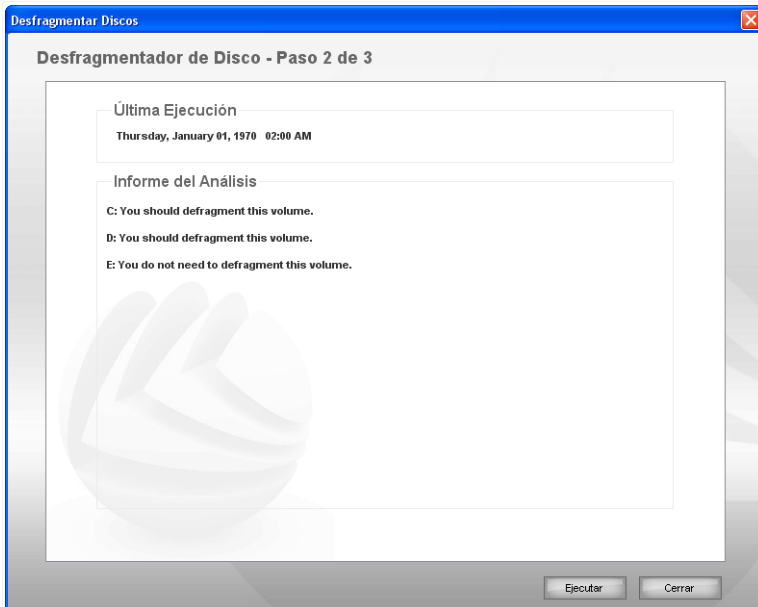 Desfragmentar Discos
Desfragmentador de Disco - Paso 2 de 3
Última Ejecución
Thursday, January 01, 1970 02:00 AM
Informe del Análisis
C: You should defragment this volume.
D: You should defragment this volume.
E: You do not need to defragment this volume.
Ejecutar
Cerrar